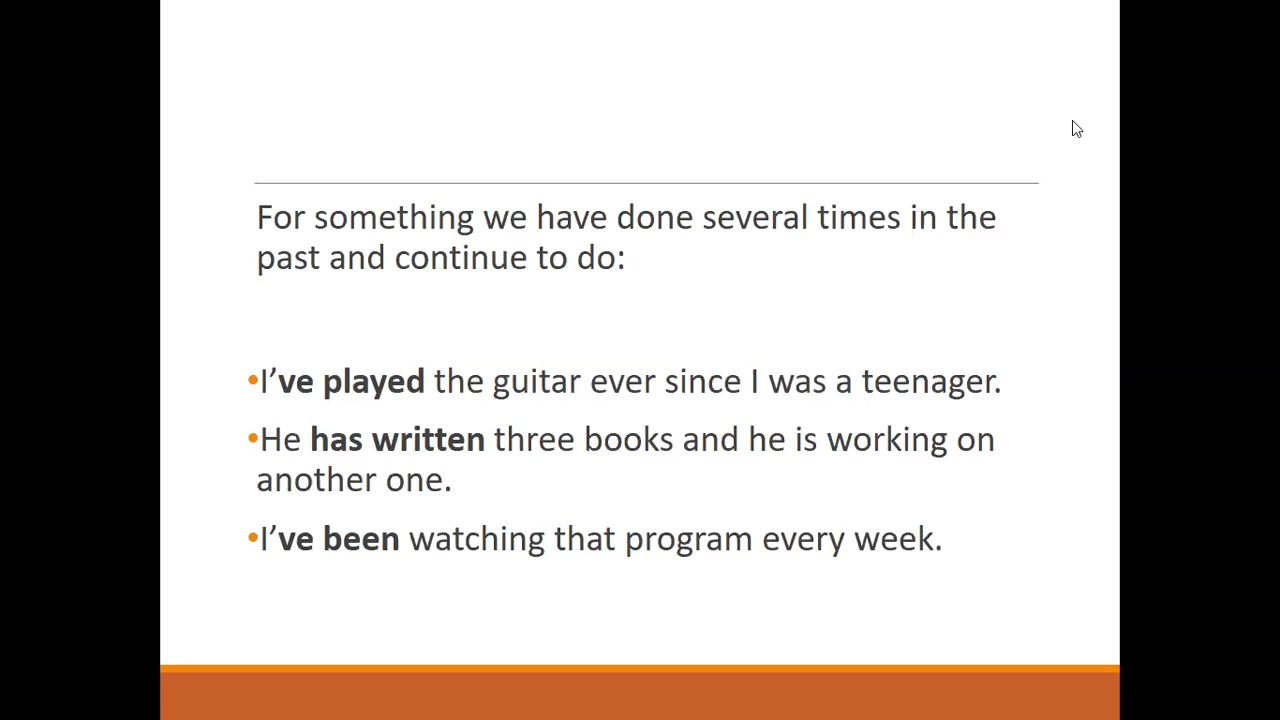 For something we have done several times in the
past and continue to do:
•I’ve played the guitar ever since I was a teenager.
•He has written three books and he is working on
another one.
•I’ve been watching that program every week.